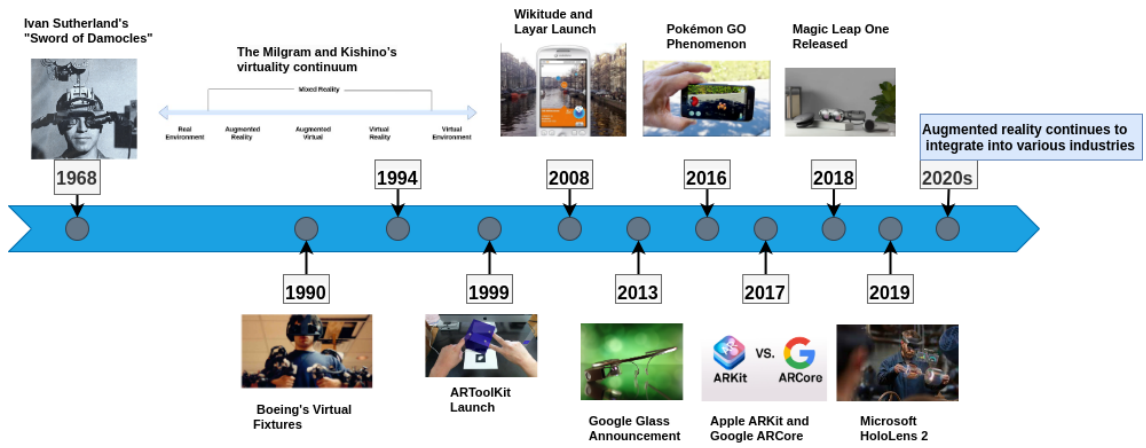 Ivan Sutherland's
"Sword of Damocles"
The Milgram and Kishino's
virtuality continuum
Mixed Reality
Real
Environment
Augmented
Reality
Augmented
Virtual
Virtual
Reality
Virtual
Environment
Wikitude and
Layar Launch
Pokémon GO
Phenomenon
Magic Leap One
Released
Augmented reality continues to
integrate into various industries
1968
1994
2008
2016
2018
2020s
1990
1999
2013
2017
2019
Boeing's Virtual
Fixtures
ARToolKit
Launch
Google Glass
Announcement
ARKit
VS.
ARCore
Apple ARKit and
Google ARCore
Microsoft
HoloLens 2